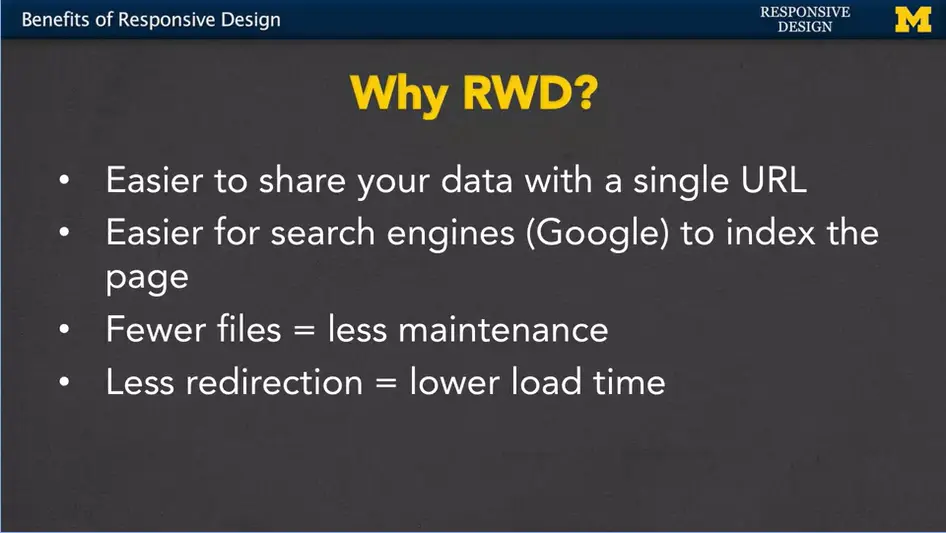 Benefits of Responsive Design
RESPONSIVE
DESIGN
M
Why RWD?
• Easier to share your data with a single URL
• Easier for search engines (Google) to index the
page
• Fewer files = less maintenance
• Less redirection = lower load time